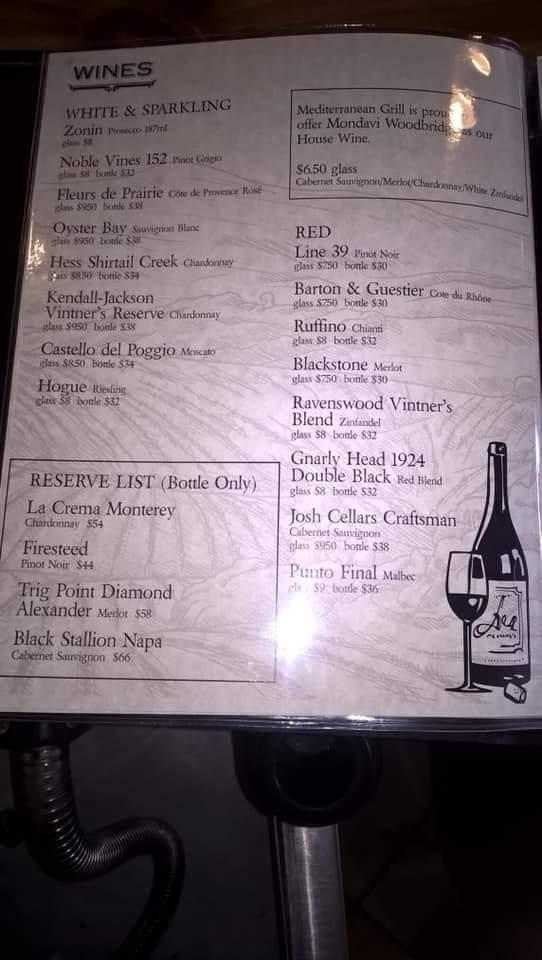 WINES
WHITE & SPARKLING
Zonin Prosecco 187ml
glass $8
Noble Vines 152 Pinot Grigio
glass $8 bottle $32
Fleurs de Prairie Côte de Provence Rosé
glass $950 bottle $38
Oyster Bay Sauvignon Blanc
glass $950 bottle $38
Hess Shirtail Creek Chardonnay
glass $850 bottle $34
Kendall-Jackson
Vintner's Reserve Chardonnay
glass $950 bottle $38
Castello del Poggio Moscato
glass $850 bottle $34
Hogue Riesling
glass $8 bottle $32
RESERVE LIST (Bottle Only)
La Crema Monterey
Chardonnay $54
Firesteed
Pinot Noir $44
Trig Point Diamond
Alexander Merlot $58
Black Stallion Napa
Cabernet Sauvignon $66
Mediterranean Grill is proud
offer Mondavi Woodbridge as our
House Wine.
$6.50 glass
Cabernet Sauvignon/Merlot/Chardonnay/White Zinfandel
RED
Line 39 Pinot Noir
glass $750 bottle $30
Barton & Guestier Cote du Rhône
glass $750 bottle $30
Ruffino Chianti
glass $8 bottle $32
Blackstone Merlot
glass $750 bottle $30
Ravenswood Vintner's
Blend Zinfandel
glass $8 bottle $32
Gnarly Head 1924
Double Black Red Blend
glass $8 bottle $32
Josh Cellars Craftsman
Cabernet Sauvignon
glass $950 bottle $38
Punto Final Malbec
glass $9 bottle $36